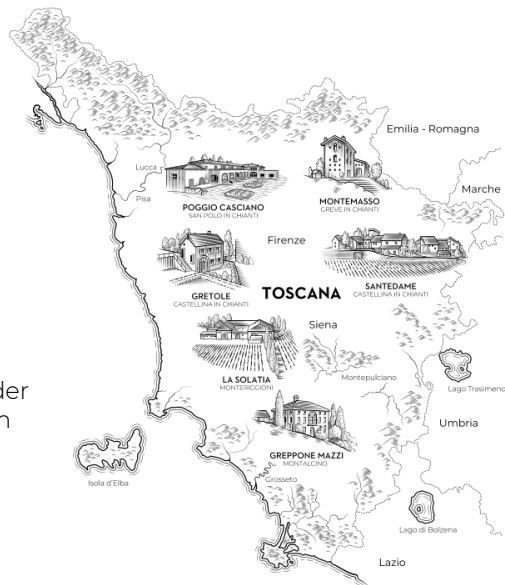 Emilia - Romagna
Lucca
Marche
Pisa
POGGIO CASCIANO
SAN POLO IN CHIANTI
MONTEMASSO
GREVE IN CHIANTI
Firenze
GRETOLE
CASTELLINA IN CHIANTI
TOSCANA
SANTEDAME
CASTELLINA IN CHIANTI
Siena
LA SOLATIA
MONTERIGGIONI
Montepulciano
Lago Trasimeno
der
n
Umbria
GREPPONE MAZZI
MONTALCINO
Isola d'Elba
Grosseto
Lago di Bolzena
Lazio